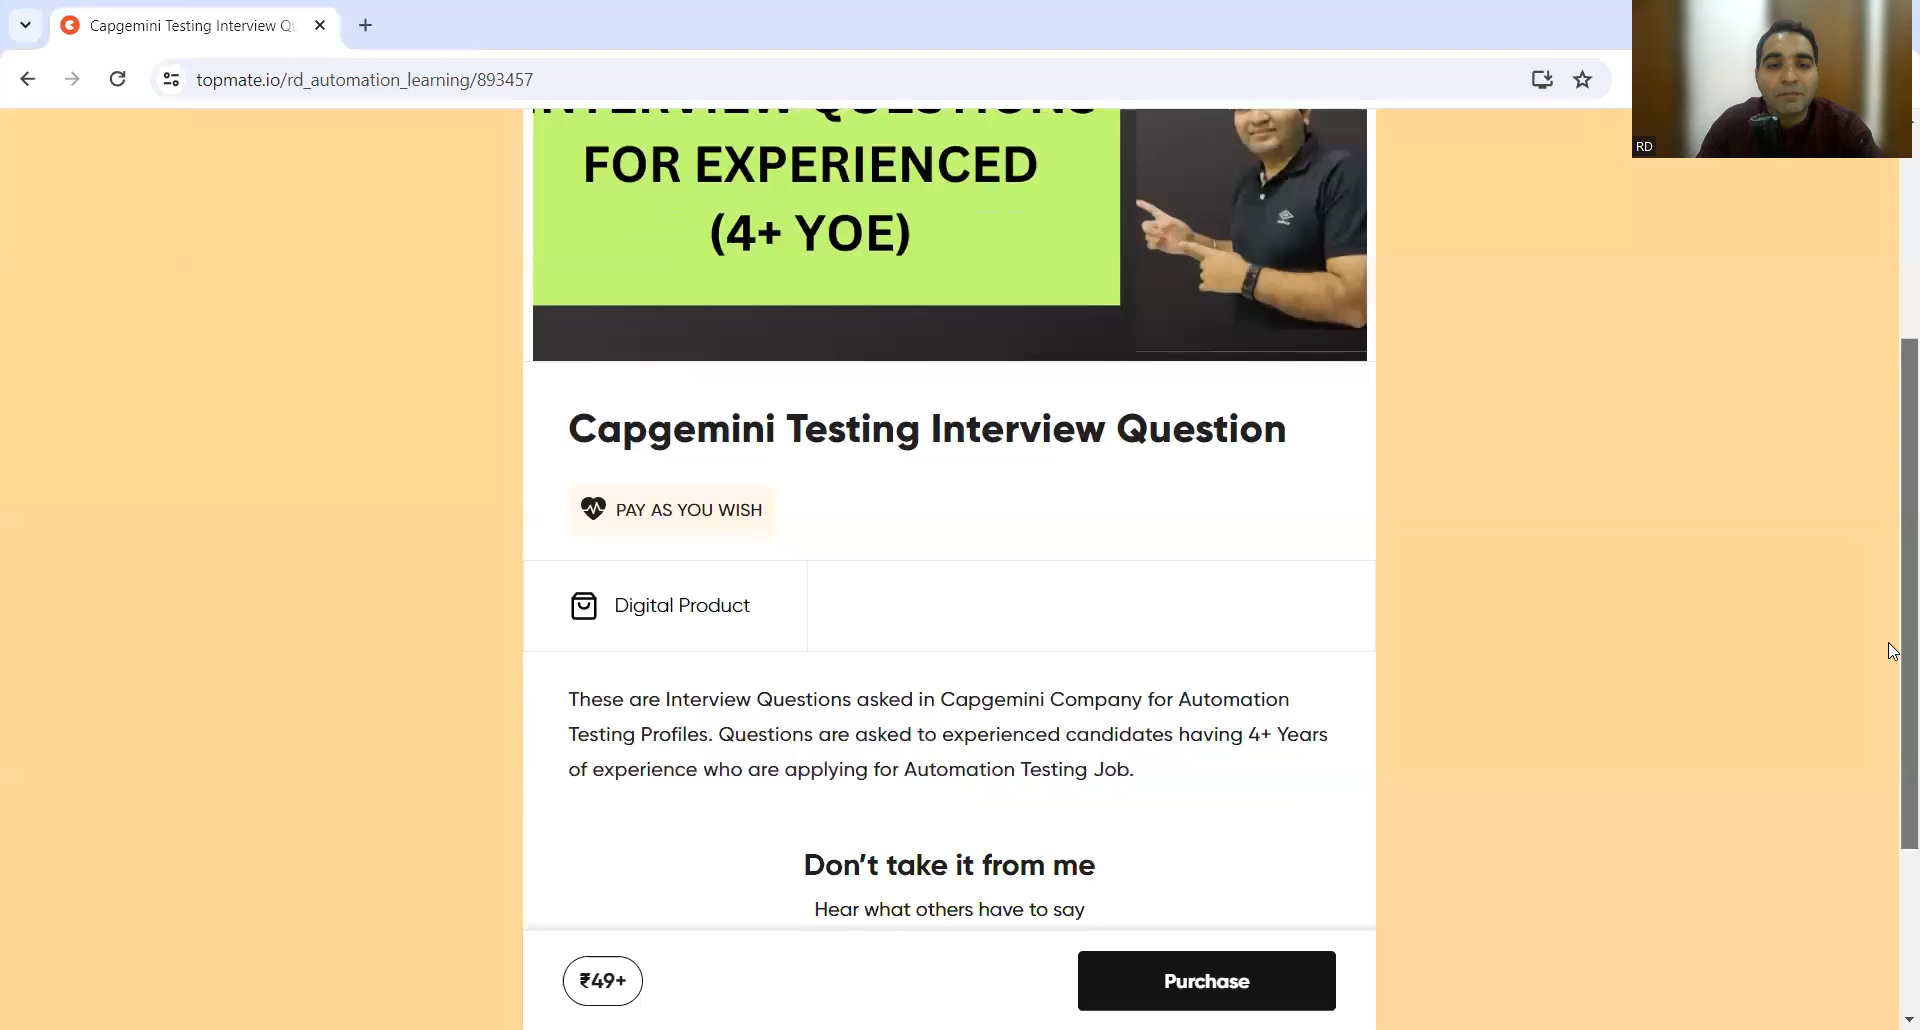 Capgemini Testing Interview Qu
topmate.io/rd_automation_learning/893457
RD
INTERVIEW QUESTIONS
FOR EXPERIENCED
(4+ YOE)
Capgemini Testing Interview Question
PAY AS YOU WISH
Digital Product
These are Interview Questions asked in Capgemini Company for Automation
Testing Profiles. Questions are asked to experienced candidates having 4+ Years
of experience who are applying for Automation Testing Job.
Don’t take it from me
Hear what others have to say
₹49+
Purchase